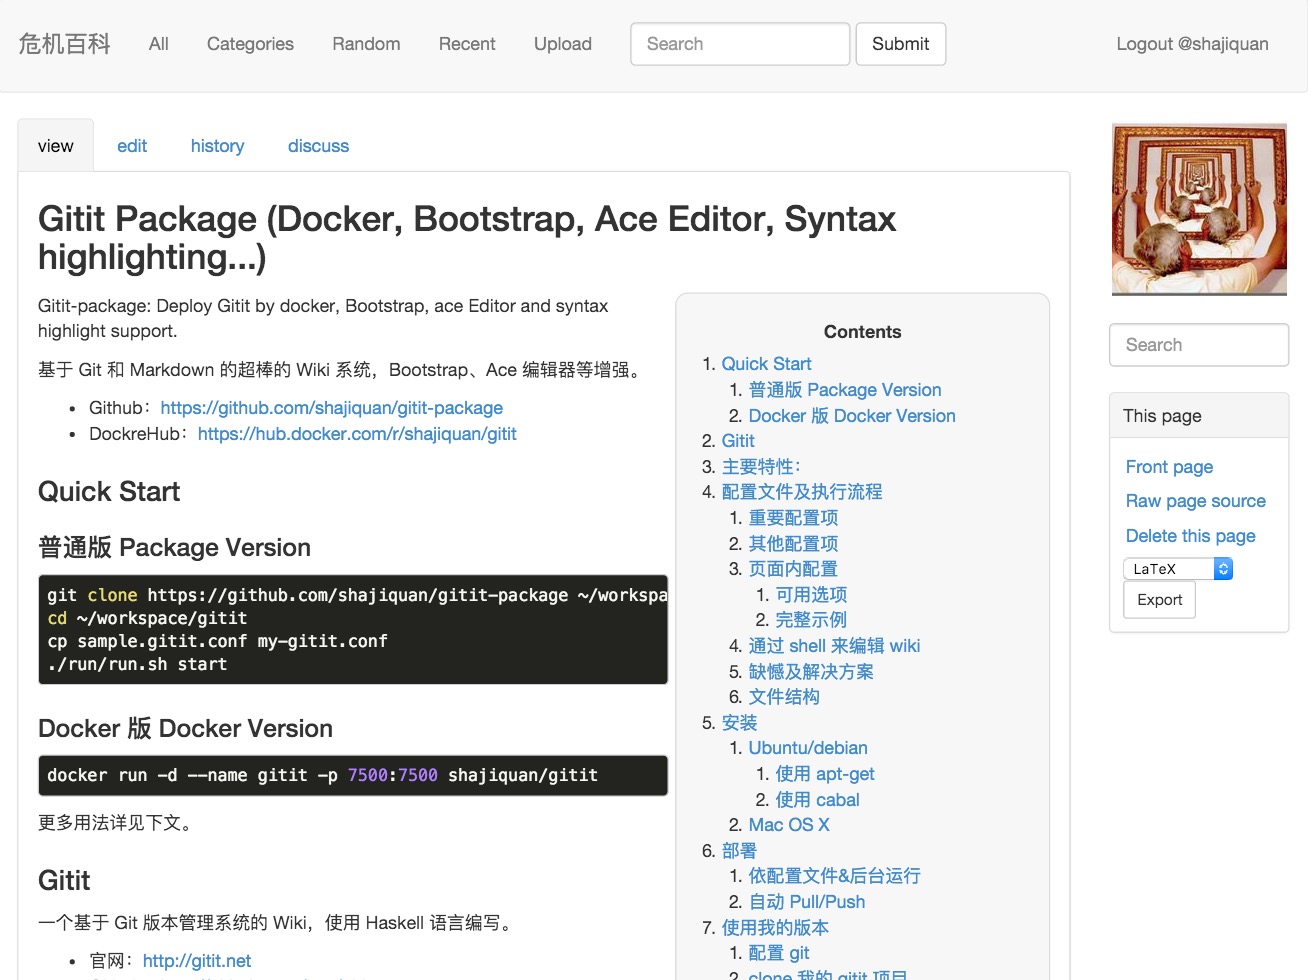 危机百科 All Categories Random Recent Upload Search Submit Logout @shajiquan
view edit history discuss
Gitit Package (Docker, Bootstrap, Ace Editor, Syntax
highlighting...)
Gitit-package: Deploy Gitit by docker, Bootstrap, ace Editor and syntax
highlight support.
基于 Git 和 Markdown 的超棒的 Wiki 系统，Bootstrap、Ace 编辑器等增强。
• Github：https://github.com/shajiquan/gitit-package
• DockreHub：https://hub.docker.com/r/shajiquan/gitit
Quick Start
普通版 Package Version
git clone https://github.com/shajiquan/gitit-package ~/workspa
cd ~/workspace/gitit
cp sample.gitit.conf my-gitit.conf
./run/run.sh start
Docker 版 Docker Version
docker run -d --name gitit -p 7500:7500 shajiquan/gitit
更多用法详见下文。
Gitit
一个基于 Git 版本管理系统的 Wiki，使用 Haskell 语言编写。
• 官网：http://gitit.net
Contents
1. Quick Start
1. 普通版 Package Version
2. Docker 版 Docker Version
2. Gitit
3. 主要特性：
4. 配置文件及执行流程
1. 重要配置项
2. 其他配置项
3. 页面内配置
1. 可用选项
2. 完整示例
4. 通过 shell 来编辑 wiki
5. 缺憾及解决方案
6. 文件结构
5. 安装
1. Ubuntu/debian
1. 使用 apt-get
2. 使用 cabal
2. Mac OS X
6. 部署
1. 依配置文件&后台运行
2. 自动 Pull/Push
7. 使用我的版本
1. 配置 git
2. clone 我的 gitit 项目
Search
This page
Front page
Raw page source
Delete this page
LaTeX
Export